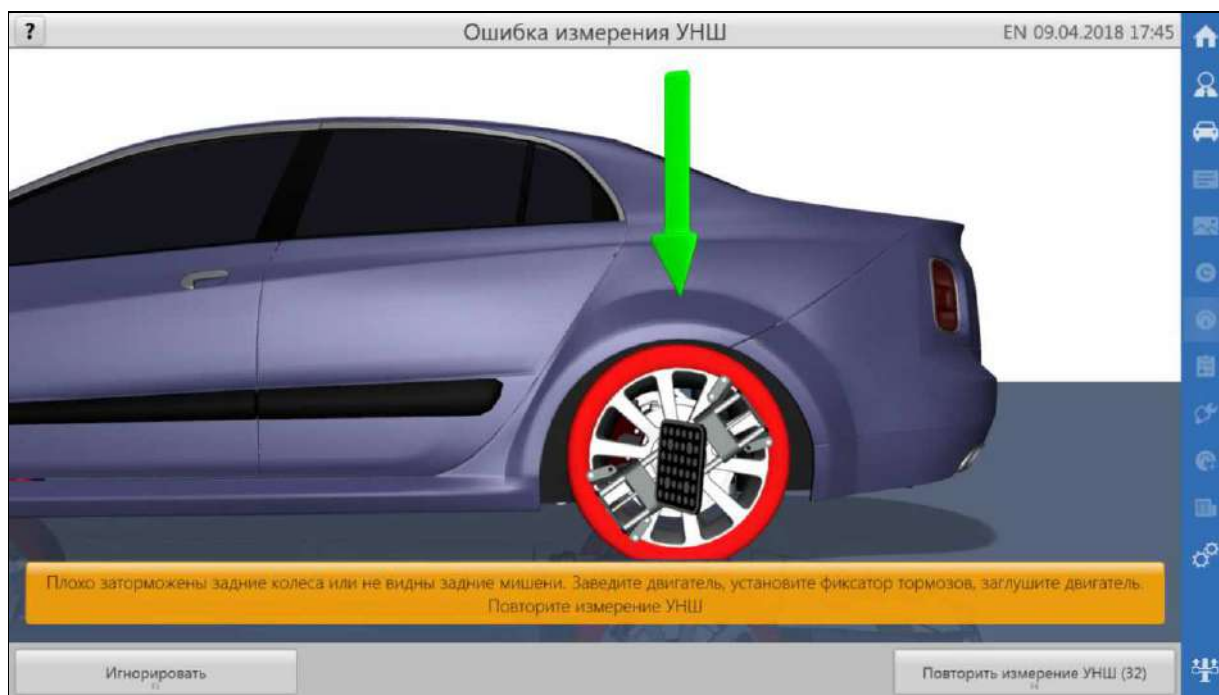 ?
Ошибка измерения УНШ
EN 09.04.2018 17:45
Плохо заторможены задние колеса или не видны задние мишени. Заведите двигатель, установите фиксатор тормозов, заглушите двигатель.
Повторите измерение УНШ
Игнорировать
Повторить измерение УНШ (32)